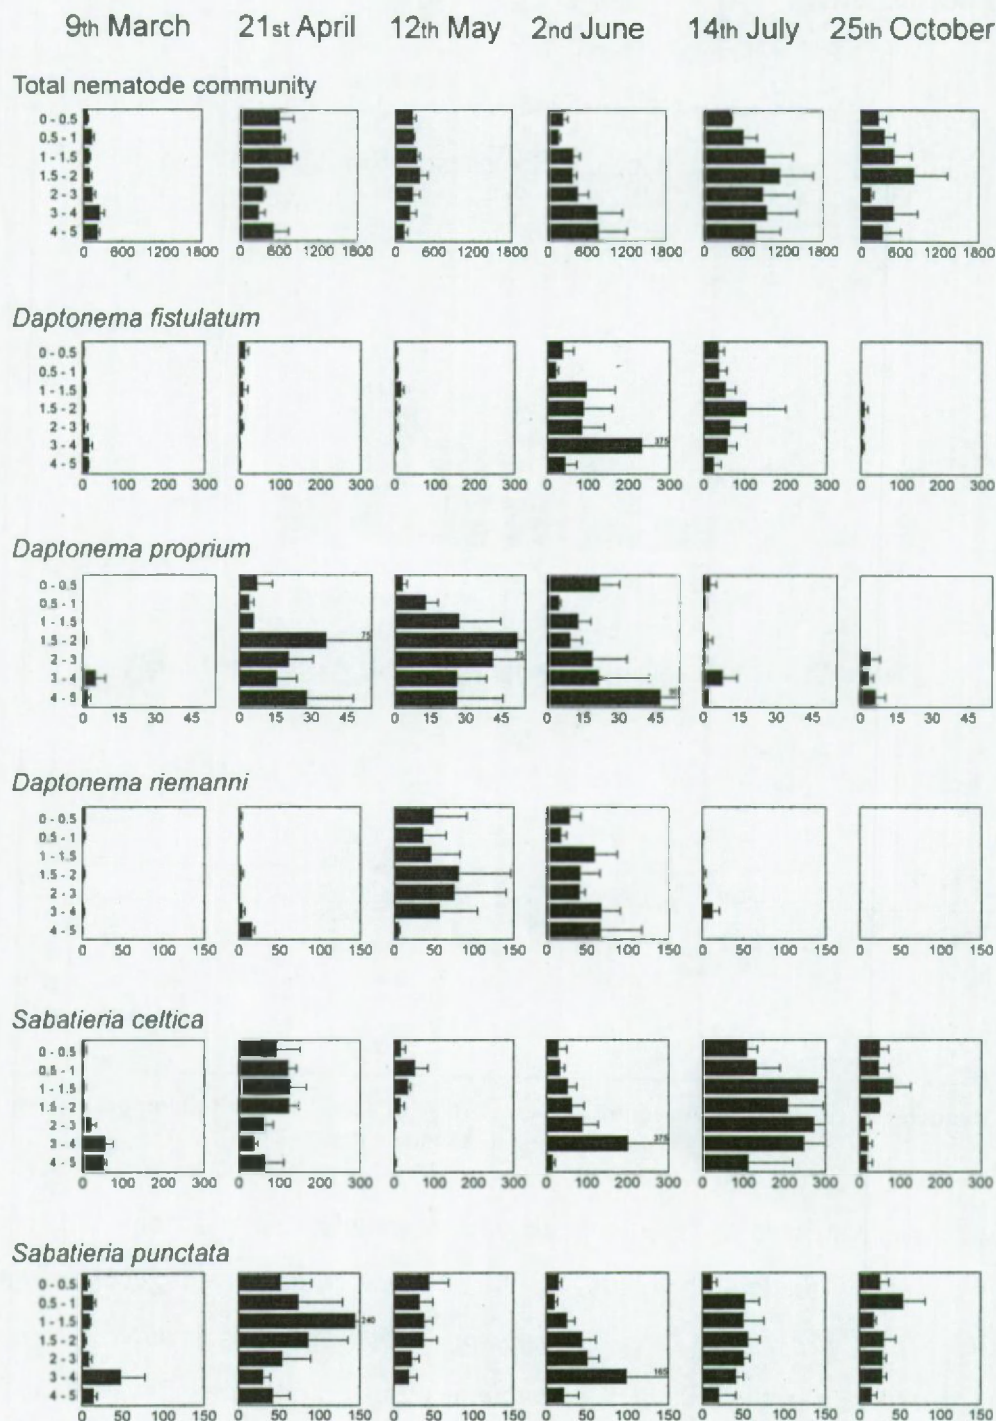 9th March 21st April 12th May 2nd June 14th July 25th October
Total nematode community
0 - 0.5
0.5 - 1
1 - 1.5
1.5 - 2
2 - 3
3 - 4
4 - 5
0 600 1200 1800 0 600 1200 1800 0 600 1200 1800 0 600 1200 1800 0 600 1200 1800 0 600 1200 1800
Daptonema fistulatum
0 - 0.5
0.5 - 1
1 - 1.5
1.5 - 2
2 - 3
3 - 4 375
4 - 5
0 100 200 300 0 100 200 300 0 100 200 300 0 100 200 300 0 100 200 300 0 100 200 300
Daptonema proprium
0 - 0.5
0.5 - 1
1 - 1.5
1.5 - 2 75
2 - 3 75
3 - 4
4 - 5
0 15 30 45 0 15 30 45 0 15 30 45 0 15 30 45 0 15 30 45 0 15 30 45
Daptonema riemanni
0 - 0.5
0.5 - 1
1 - 1.5
1.5 - 2
2 - 3
3 - 4
4 - 5
0 50 100 150 0 50 100 150 0 50 100 150 0 50 100 150 0 50 100 150 0 50 100 150
Sabatieria celtica
0 - 0.5
0.5 - 1
1 - 1.5
1.5 - 2
2 - 3
3 - 4 375
4 - 5
0 100 200 300 0 100 200 300 0 100 200 300 0 100 200 300 0 100 200 300 0 100 200 300
Sabatieria punctata
0 - 0.5
0.5 - 1
1 - 1.5 240
1.5 - 2
2 - 3
3 - 4 165
4 - 5
0 50 100 150 0 50 100 150 0 50 100 150 0 50 100 150 0 50 100 150 0 50 100 150